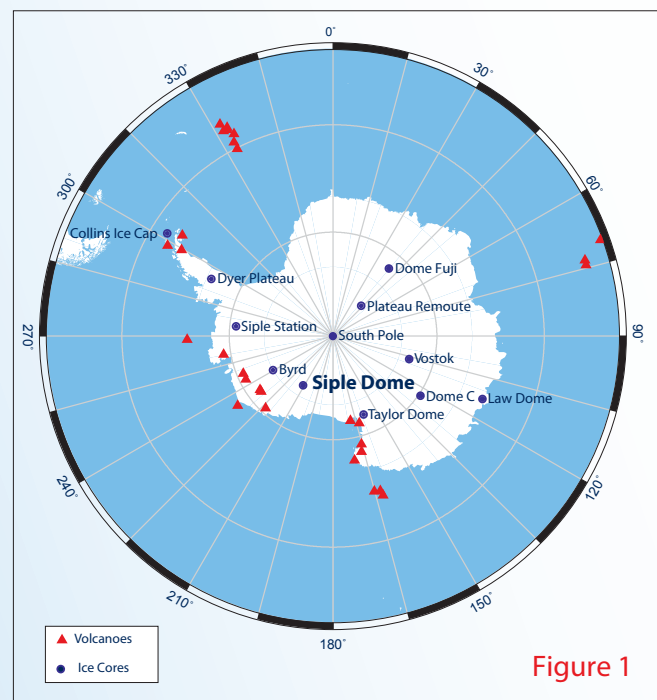 0°
330°
30°
300°
60°
Collins Ice Cap
Dome Fuji
Dyer Plateau
Plateau Remoute
Siple Station
South Pole
270°
90°
Vostok
Byrd
Siple Dome
Dome C
Law Dome
Taylor Dome
240°
120°
210°
150°
180°
Volcanoes
Ice Cores
Figure 1